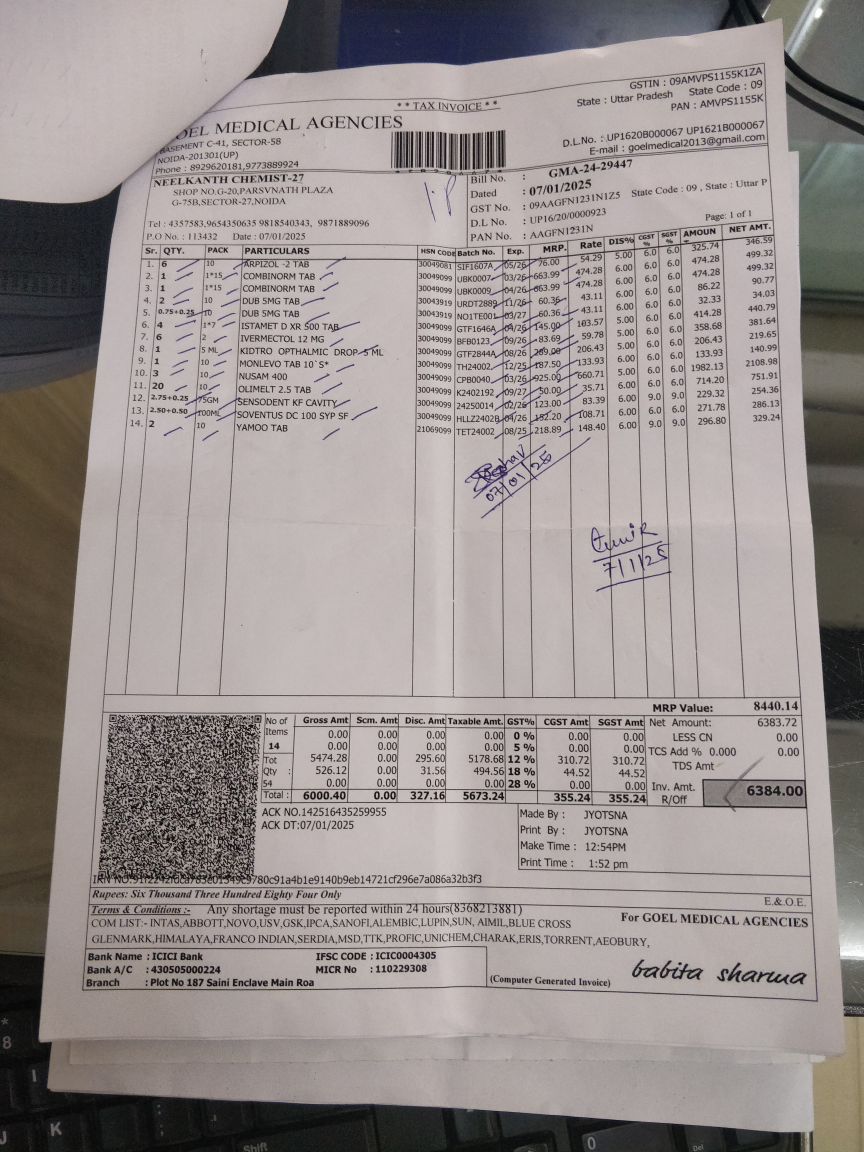 ** TAX INVOICE **
GSTIN : 09AMVPS1155K1ZA
State : Uttar Pradesh State Code : 09
PAN : AMVPS1155K
OEL MEDICAL AGENCIES
BASEMENT C-41, SECTOR-58
NOIDA-201301(UP)
Phone : 8929620181,9773889924
D.L.No. : UP1620B000067 UP1621B000067
E-mail : goelmedical2013@gmail.com
NEELKANTH CHEMIST-27
SHOP NO.G-20,PARSVNATH PLAZA
G-75B,SECTOR-27,NOIDA
Tel : 4357583,9654350635 9818540343, 9871889096
P.O No. : 113432 Date : 07/01/2025
Bill No. : GMA-24-29447
Dated : 07/01/2025
GST No. : 09AAGFN1231N1Z5 State Code : 09 , State : Uttar P
D.L No. : UP16/20/0000923
PAN No. : AAGFN1231N
Page: 1 of 1
Sr. QTY. PACK PARTICULARS HSN CODE Batch No. Exp. MRP. Rate DIS% CGST % SGST % AMOUN NET AMT.
1. 6 10 ARPIZOL -2 TAB 30049081 SIF1607A 05/26 76.00 54.29 5.00 6.0 6.0 325.74 346.59
2. 1 1*15 COMBINORM TAB 30049099 UBK0007 03/26 663.99 474.28 6.00 6.0 6.0 474.28 499.32
3. 1 1*15 COMBINORM TAB 30049099 UBK0009 04/26 663.99 474.28 6.00 6.0 6.0 474.28 499.32
4. 2 10 DUB 5MG TAB 30043919 URDT2889 11/26 60.36 43.11 6.00 6.0 6.0 86.22 90.77
5. 0.75+0.25 10 DUB 5MG TAB 30043919 NO1TE001 03/27 60.36 43.11 6.00 6.0 6.0 32.33 34.03
6. 4 1*7 ISTAMET D XR 500 TAB 30049099 GTF1646A 04/26 145.00 103.57 5.00 6.0 6.0 414.28 440.79
7. 6 2 IVERMECTOL 12 MG 30049099 BFB0123 09/26 83.69 59.78 5.00 6.0 6.0 358.68 381.64
8. 1 5 ML KIDTRO OPTHALMIC DROP 5 ML 30049099 GTF2844A 08/26 289.00 206.43 5.00 6.0 6.0 206.43 219.65
9. 1 10 MONLEVO TAB 10`S* 30049099 TH24002 12/25 187.50 133.93 6.00 6.0 6.0 133.93 140.99
10. 3 10 NUSAM 400 30049099 CPB0040 03/26 925.00 660.71 5.00 6.0 6.0 1982.13 2108.98
11. 20 10 OLIMELT 2.5 TAB 30049099 K2402192 09/27 50.00 35.71 6.00 6.0 6.0 714.20 751.91
12. 2.75+0.25 75GM SENSODENT KF CAVITY 30049099 24250014 02/26 123.00 83.39 6.00 9.0 9.0 229.32 254.36
13. 2.50+0.50 100ML SOVENTUS DC 100 SYP SF 30049099 HLLZ2402B 04/26 152.20 108.71 6.00 6.0 6.0 271.78 286.13
14. 2 10 YAMOO TAB 21069099 TET24002 08/25 218.89 148.40 6.00 9.0 9.0 296.80 329.24
07/01/25
7/1/25
MRP Value: 8440.14
No of Items 14 Tot Qty : 54
Gross Amt Scm. Amt Disc. Amt Taxable Amt. GST% CGST Amt SGST Amt
0.00 0.00 0.00 0.00 0 % 0.00 0.00
0.00 0.00 0.00 0.00 5 % 0.00 0.00
5474.28 0.00 295.60 5178.68 12 % 310.72 310.72
526.12 0.00 31.56 494.56 18 % 44.52 44.52
0.00 0.00 0.00 0.00 28 % 0.00 0.00
Total : 6000.40 0.00 327.16 5673.24 355.24 355.24
Net Amount: 6383.72
LESS CN 0.00
TCS Add % 0.000 0.00
TDS Amt
Inv. Amt. R/Off 6384.00
ACK NO.142516435259955
ACK DT:07/01/2025
Made By : JYOTSNA
Print By : JYOTSNA
Make Time : 12:54PM
Print Time : 1:52 pm
Rupees: Six Thousand Three Hundred Eighty Four Only
E.& O.E.
Terms & Conditions :- Any shortage must be reported within 24 hours(8368213881)
COM LIST:- INTAS,ABBOTT,NOVO,USV,GSK,IPCA,SANOFI,ALEMBIC,LUPIN,SUN, AIMIL,BLUE CROSS
GLENMARK,HIMALAYA,FRANCO INDIAN,SERDIA,MSD,TTK,PROFIC,UNICHEM,CHARAK,ERIS,TORRENT,AEOBURY,
For GOEL MEDICAL AGENCIES
Bank Name : ICICI Bank IFSC CODE : ICIC0004305
Bank A/C : 430505000224 MICR No : 110229308
Branch : Plot No 187 Saini Enclave Main Roa
(Computer Generated Invoice)
babita sharma
*
8
I
J
K
Shift
0
Del